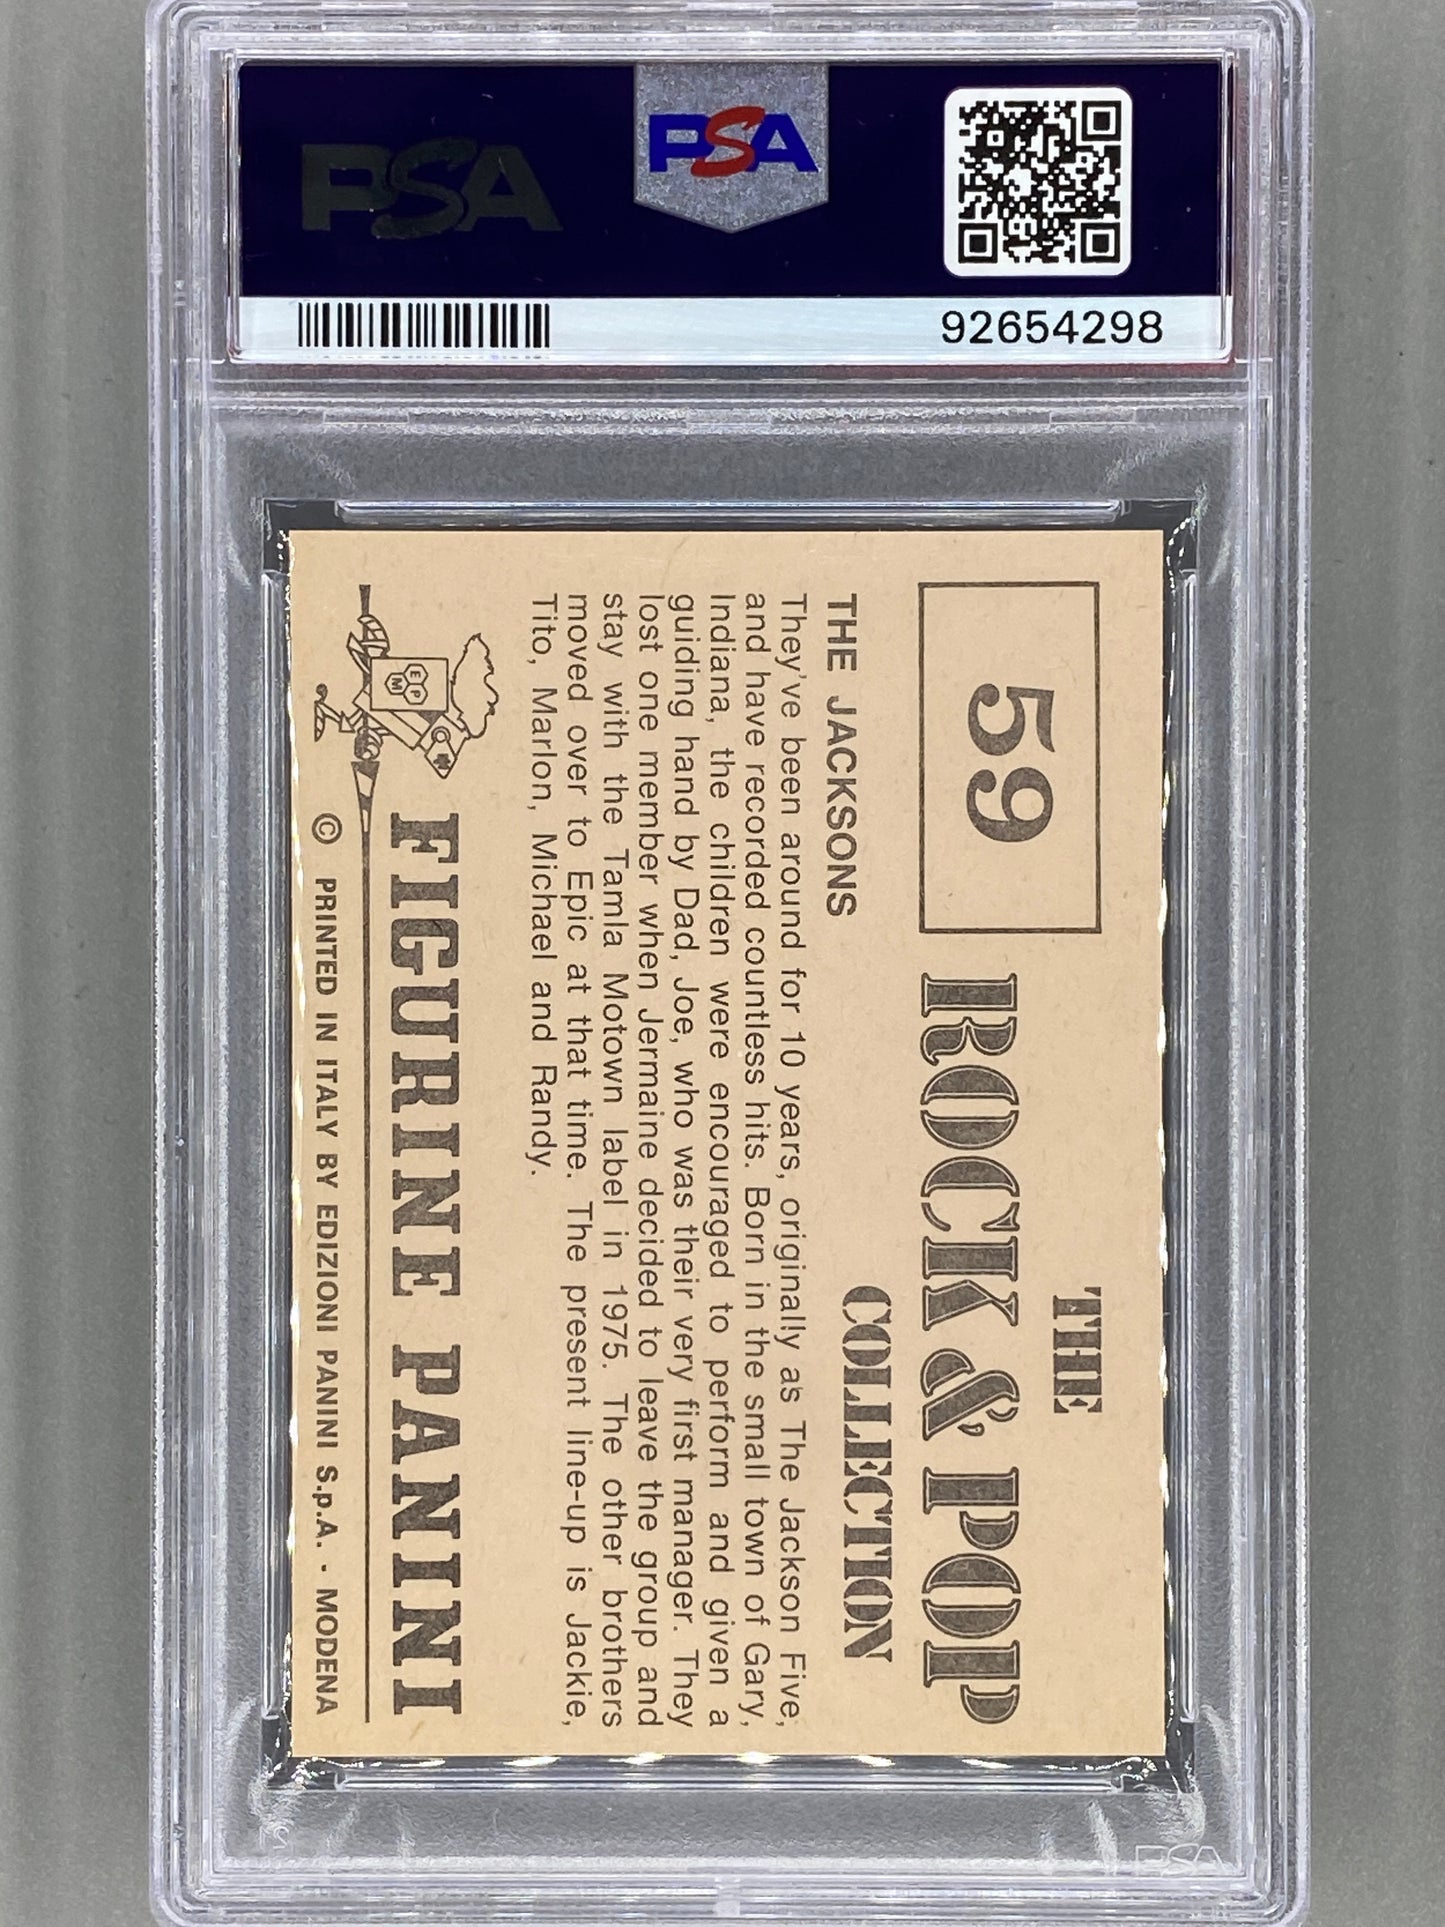 PSA
PSA
92654298
59
THE
ROCK & POP
COLLECTION
THE JACKSONS
They've been around for 10 years, originally as The Jackson Five,
and have recorded countless hits. Born in the small town of Gary,
Indiana, the children were encouraged to perform and given a
guiding hand by Dad, Joe, who was their very first manager. They
lost one member when Jermaine decided to leave the group and
stay with the Tamla Motown label in 1975. The other brothers
moved over to Epic at that time. The present line-up is Jackie,
Tito, Marlon, Michael and Randy.
EPM
FIGURINE PANINI
© PRINTED IN ITALY BY EDIZIONI PANINI S.p.A. - MODENA
PSA